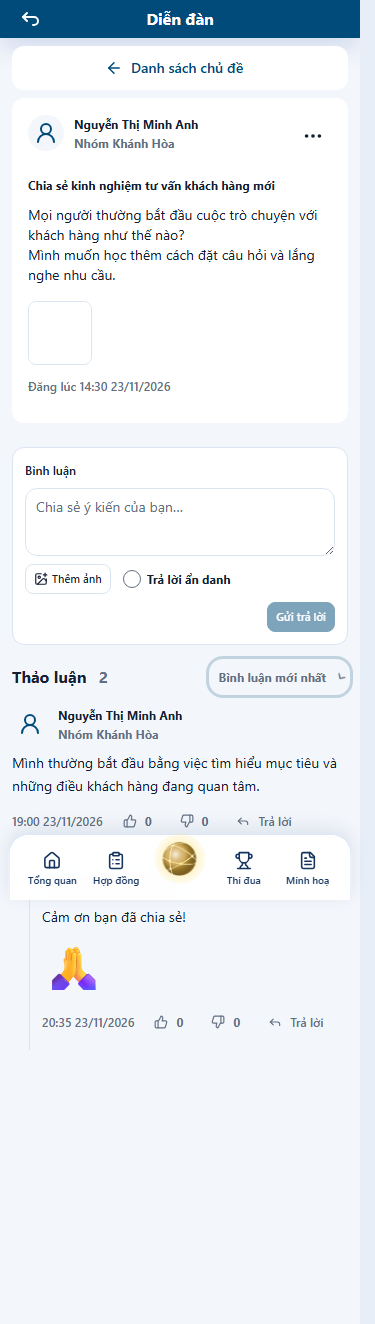 Diễn đàn
Danh sách chủ đề
Nguyễn Thị Minh Anh
Nhóm Khánh Hòa
Chia sẻ kinh nghiệm tư vấn khách hàng mới
Mọi người thường bắt đầu cuộc trò chuyện với
khách hàng như thế nào?
Mình muốn học thêm cách đặt câu hỏi và lắng
nghe nhu cầu.
Đăng lúc 14:30 23/11/2026
Bình luận
Chia sẻ ý kiến của bạn...
Thêm ảnh
Trả lời ẩn danh
Gửi trả lời
Thảo luận 2
Bình luận mới nhất
Nguyễn Thị Minh Anh
Nhóm Khánh Hòa
Mình thường bắt đầu bằng việc tìm hiểu mục tiêu và
những điều khách hàng đang quan tâm.
19:00 23/11/2026 0 0 Trả lời
Tổng quan Hợp đồng Thi đua Minh hoạ
Cảm ơn bạn đã chia sẻ!
20:35 23/11/2026 0 0 Trả lời